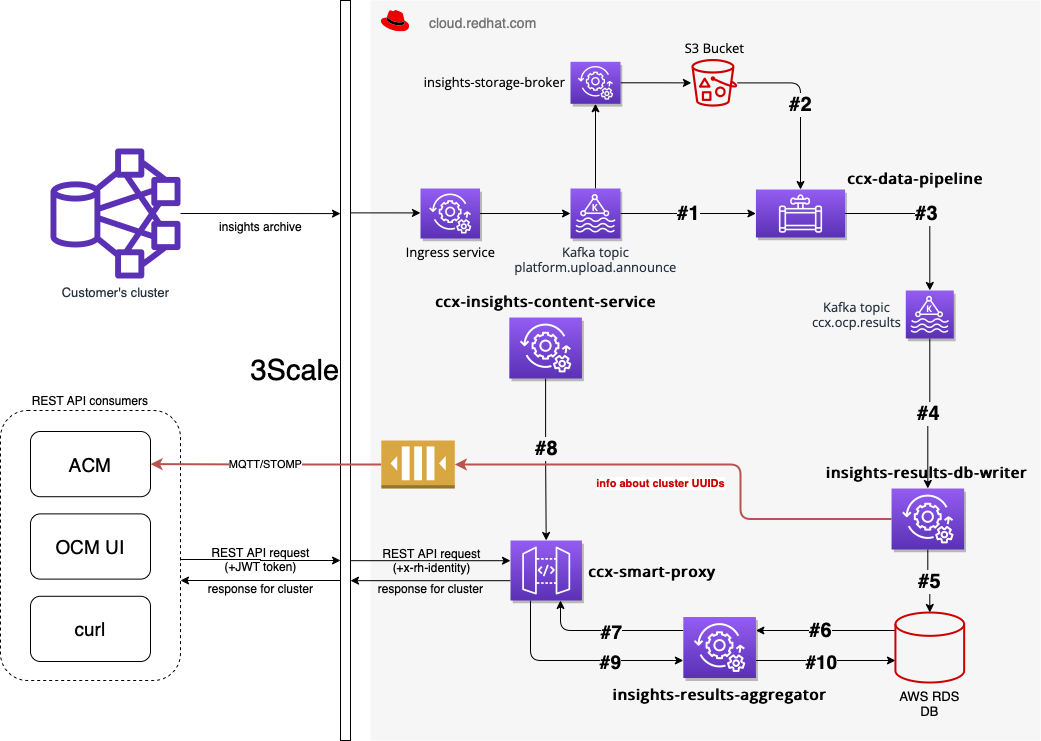 cloud.redhat.com
S3 Bucket
insights-storage-broker
#2
ccx-data-pipeline
insights archive
#1
#3
Ingress service
Kafka topic
platform.upload.announce
Customer's cluster
ccx-insights-content-service
Kafka topic
ccx.ocp.results
3Scale
REST API consumers
#4
#8
ACM
MQTT/STOMP
insights-results-db-writer
info about cluster UUIDs
OCM UI
REST API request
(+JWT token)
response for cluster
REST API request
(+x-rh-identity)
response for cluster
ccx-smart-proxy
#5
curl
#7
#6
#9
#10
insights-results-aggregator
AWS RDS
DB